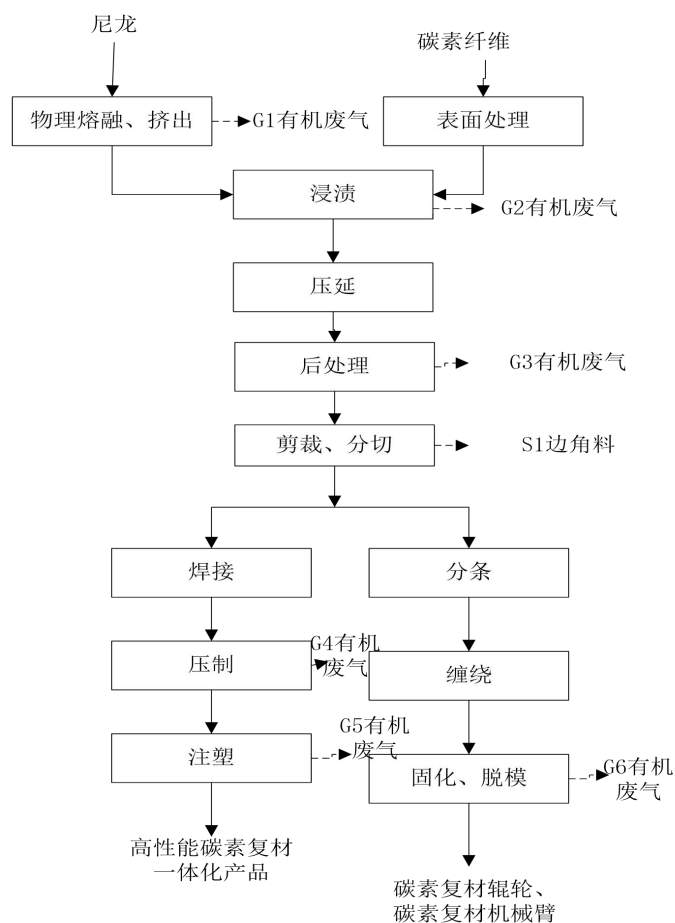 尼龙
碳素纤维
物理熔融、挤出
G1有机废气
表面处理
浸渍
G2有机废气
压延
后处理
G3有机废气
剪裁、分切
S1边角料
焊接
分条
G4有机
废气
压制
缠绕
G5有机
废气
注塑
固化、脱模
G6有机
废气
高性能碳素复材
一体化产品
碳素复材辊轮、
碳素复材机械臂